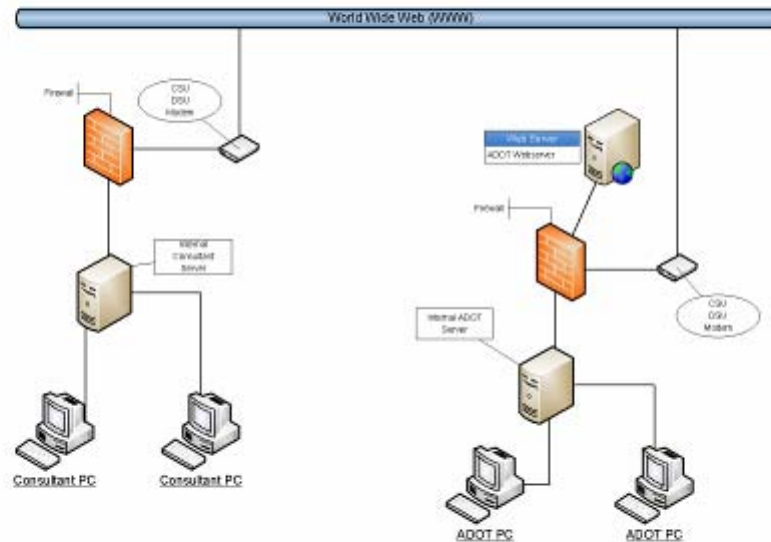 World Wide Web (WWW)
CSU
DSU
Modem
Firewall
Web Server
ADOT Webserver
Firewall
Internal
Consultant
Server
CSU
DSU
Modem
Internal ADOT
Server
Consultant PC
Consultant PC
ADOT PC
ADOT PC